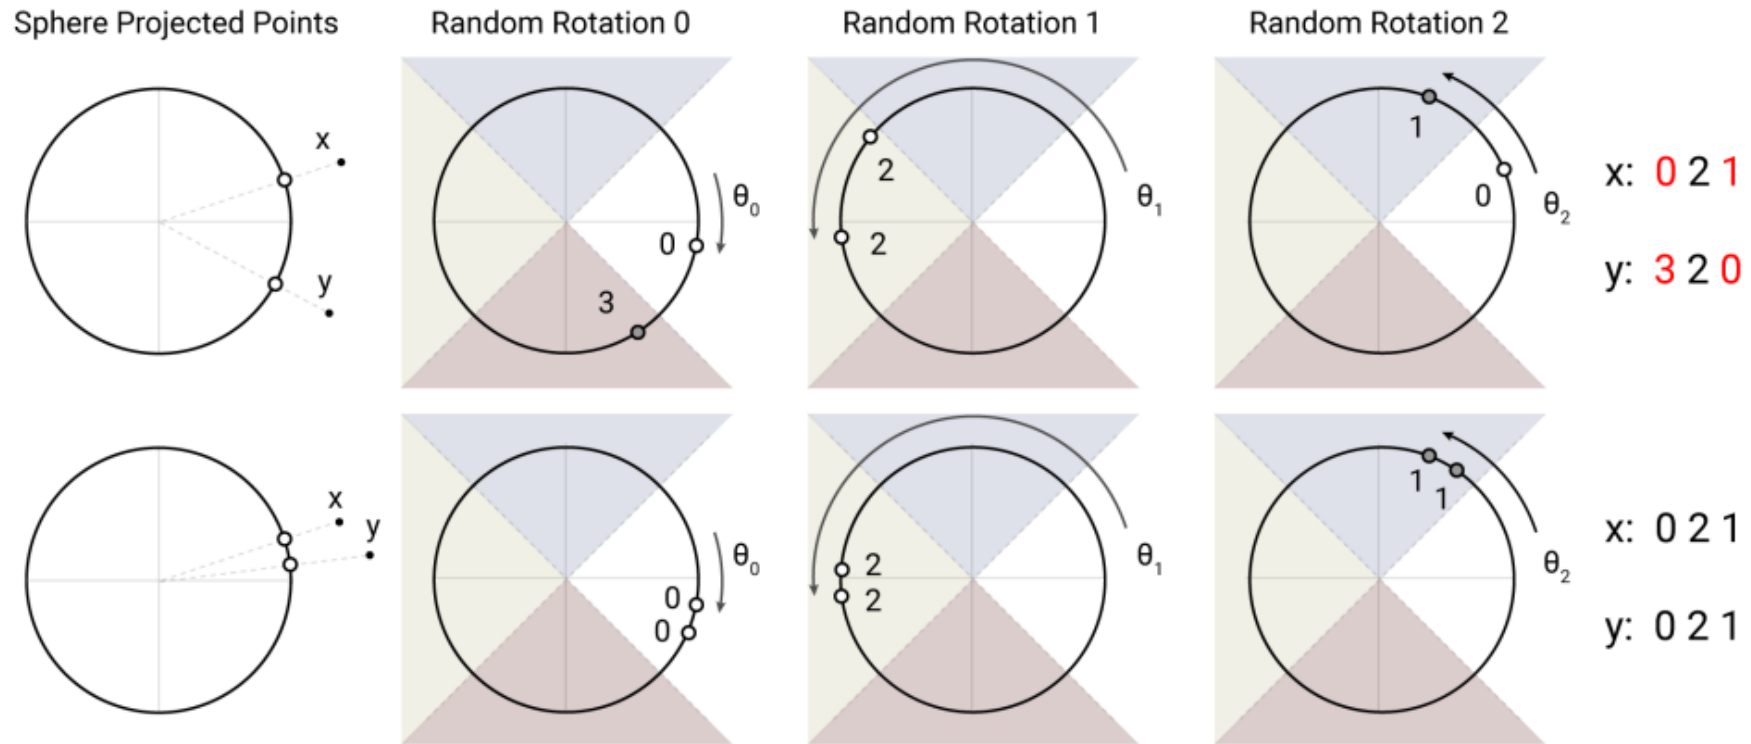 Sphere Projected Points
Random Rotation 0
Random Rotation 1
Random Rotation 2
x
y
0
3
θ0
2
2
θ1
1
0
θ2
x: 0 2 1
y: 3 2 0
x
y
0
0
θ0
2
2
θ1
1
1
θ2
x: 0 2 1
y: 0 2 1